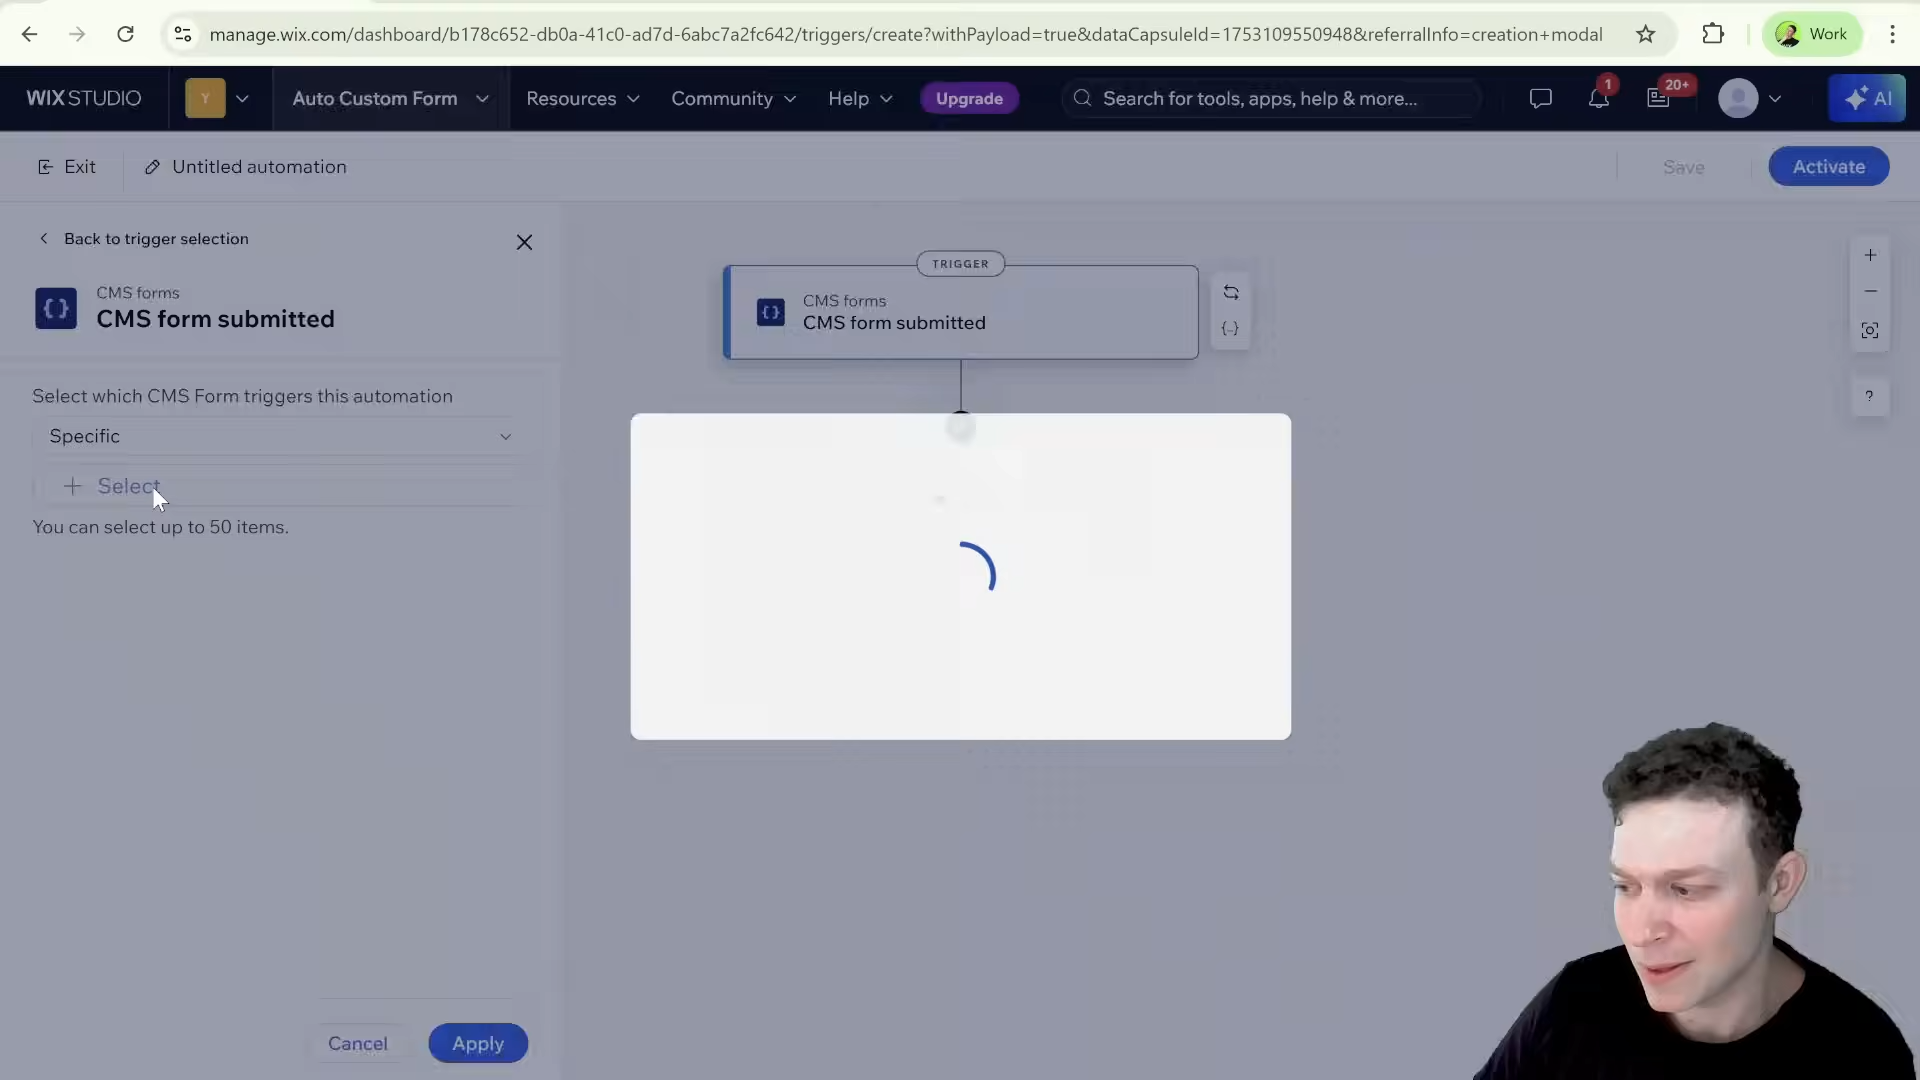 manage.wix.com/dashboard/b178c652-db0a-41c0-ad7d-6abc7a2fc642/triggers/create?withPayload=true&dataCapsuleId=1753109550948&referralInfo=creation+modal
Work
WIX STUDIO
Y
Auto Custom Form
Resources
Community
Help
Upgrade
Search for tools, apps, help & more...
1
20+
AI
Exit
Untitled automation
Save
Activate
Back to trigger selection
CMS forms
CMS form submitted
Select which CMS Form triggers this automation
Specific
+ Select
You can select up to 50 items.
Cancel
Apply
TRIGGER
CMS forms
CMS form submitted
?